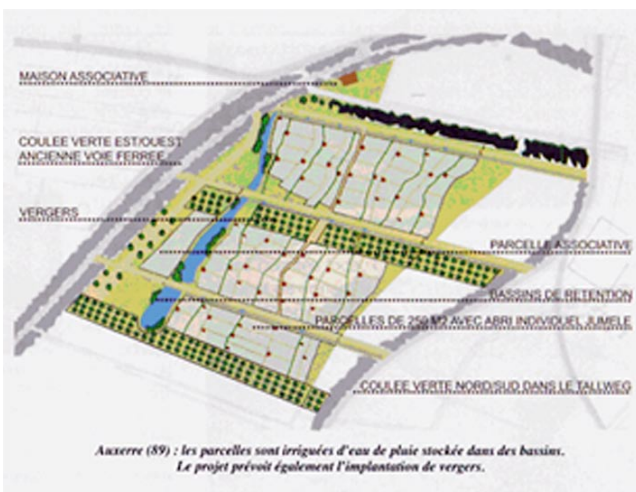 MAISON ASSOCIATIVE
COULEE VERTE EST/OUEST
ANCIENNE VOIE FERREE
VERGERS
PARCELLE ASSOCIATIVE
BASSINS DE RETENTION
PARCELLES DE 250 M2 AVEC ABRI INDIVIDUEL JUMELE
COULEE VERTE NORD/SUD DANS LE TALLWEG
Auxerre (89) : les parcelles sont irriguées d'eau de pluie stockée dans des bassins.
Le projet prévoit également l'implantation de vergers.